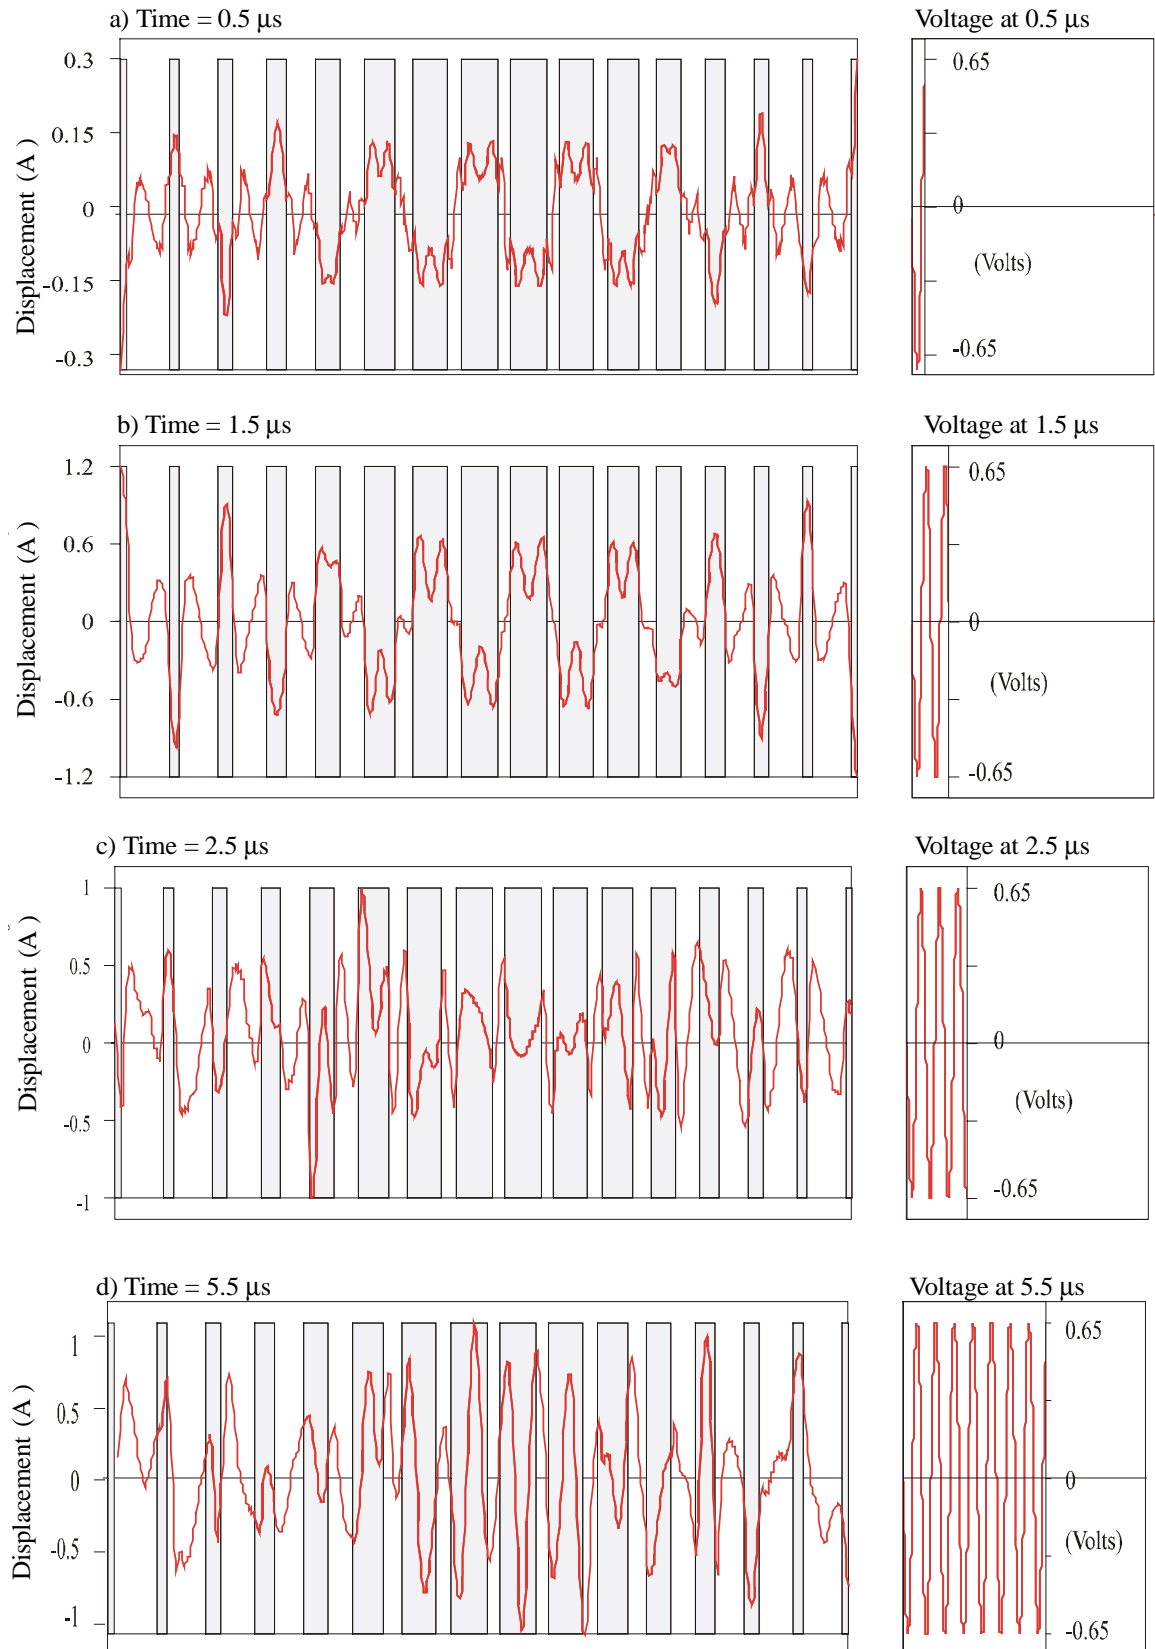 a) Time = 0.5 μs
Voltage at 0.5 μs
0.3
0.15
0
-0.15
-0.3
Displacement (A )
0.65
0
(Volts)
-0.65
b) Time = 1.5 μs
Voltage at 1.5 μs
1.2
0.6
0
-0.6
-1.2
Displacement (A )
0.65
0
(Volts)
-0.65
c) Time = 2.5 μs
Voltage at 2.5 μs
1
0.5
0
-0.5
-1
Displacement (A )
0.65
0
(Volts)
-0.65
d) Time = 5.5 μs
Voltage at 5.5 μs
1
0.5
0
-0.5
-1
Displacement (A )
0.65
0
(Volts)
-0.65